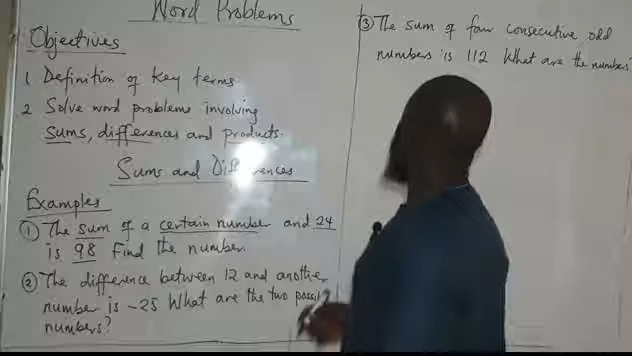 Word Problems
Objectives
1 Definition of key terms.
2 Solve word problems involving
sums, differences and products.
Sums and Differences
Examples
① The sum of a certain number and 24
is 98 Find the number.
② The difference between 12 and another
number is -25 What are the two
numbers?
③ The sum of four consecutive odd
numbers is 112 What are the numbers